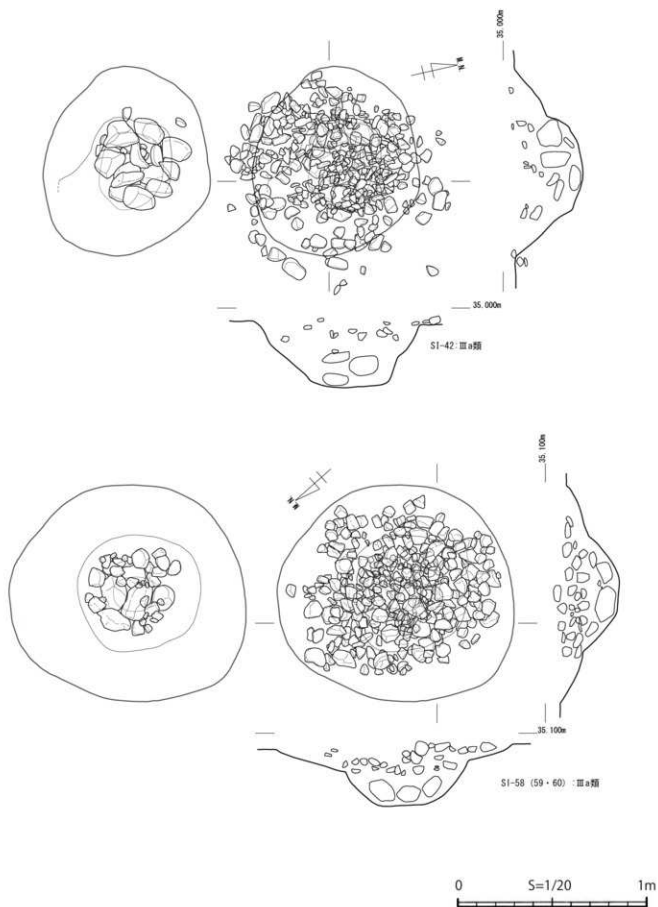 35.000m
N
35.000m
SI-42:Ⅲa類
35.100m
N
35.100m
SI-58 (59・60) :Ⅲa類
0 S=1/20 1m